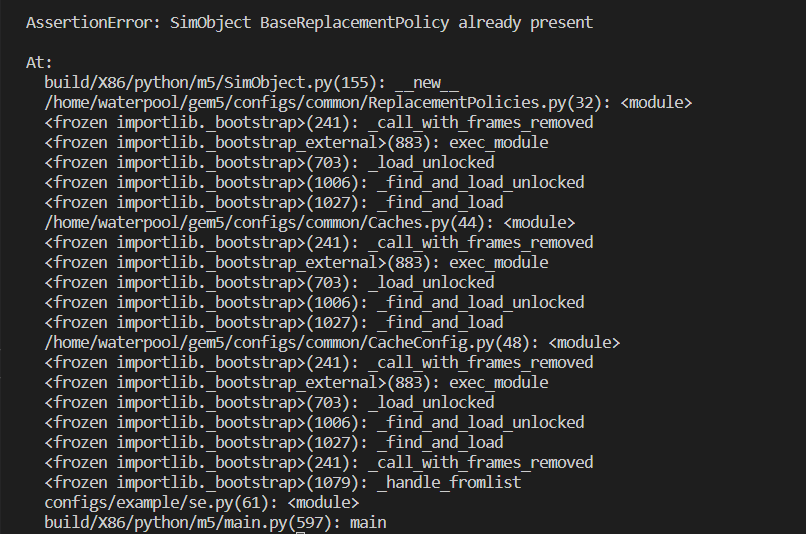 AssertionError: SimObject BaseReplacementPolicy already present
At:
build/X86/python/m5/SimObject.py(155): __new__
/home/waterpool/gem5/configs/common/ReplacementPolicies.py(32): <module>
<frozen importlib._bootstrap>(241): _call_with_frames_removed
<frozen importlib._bootstrap_external>(883): exec_module
<frozen importlib._bootstrap>(703): _load_unlocked
<frozen importlib._bootstrap>(1006): _find_and_load_unlocked
<frozen importlib._bootstrap>(1027): _find_and_load
/home/waterpool/gem5/configs/common/Caches.py(44): <module>
<frozen importlib._bootstrap>(241): _call_with_frames_removed
<frozen importlib._bootstrap_external>(883): exec_module
<frozen importlib._bootstrap>(703): _load_unlocked
<frozen importlib._bootstrap>(1006): _find_and_load_unlocked
<frozen importlib._bootstrap>(1027): _find_and_load
/home/waterpool/gem5/configs/common/CacheConfig.py(48): <module>
<frozen importlib._bootstrap>(241): _call_with_frames_removed
<frozen importlib._bootstrap_external>(883): exec_module
<frozen importlib._bootstrap>(703): _load_unlocked
<frozen importlib._bootstrap>(1006): _find_and_load_unlocked
<frozen importlib._bootstrap>(1027): _find_and_load
<frozen importlib._bootstrap>(241): _call_with_frames_removed
<frozen importlib._bootstrap>(1079): _handle_fromlist
configs/example/se.py(61): <module>
build/X86/python/m5/main.py(597): main